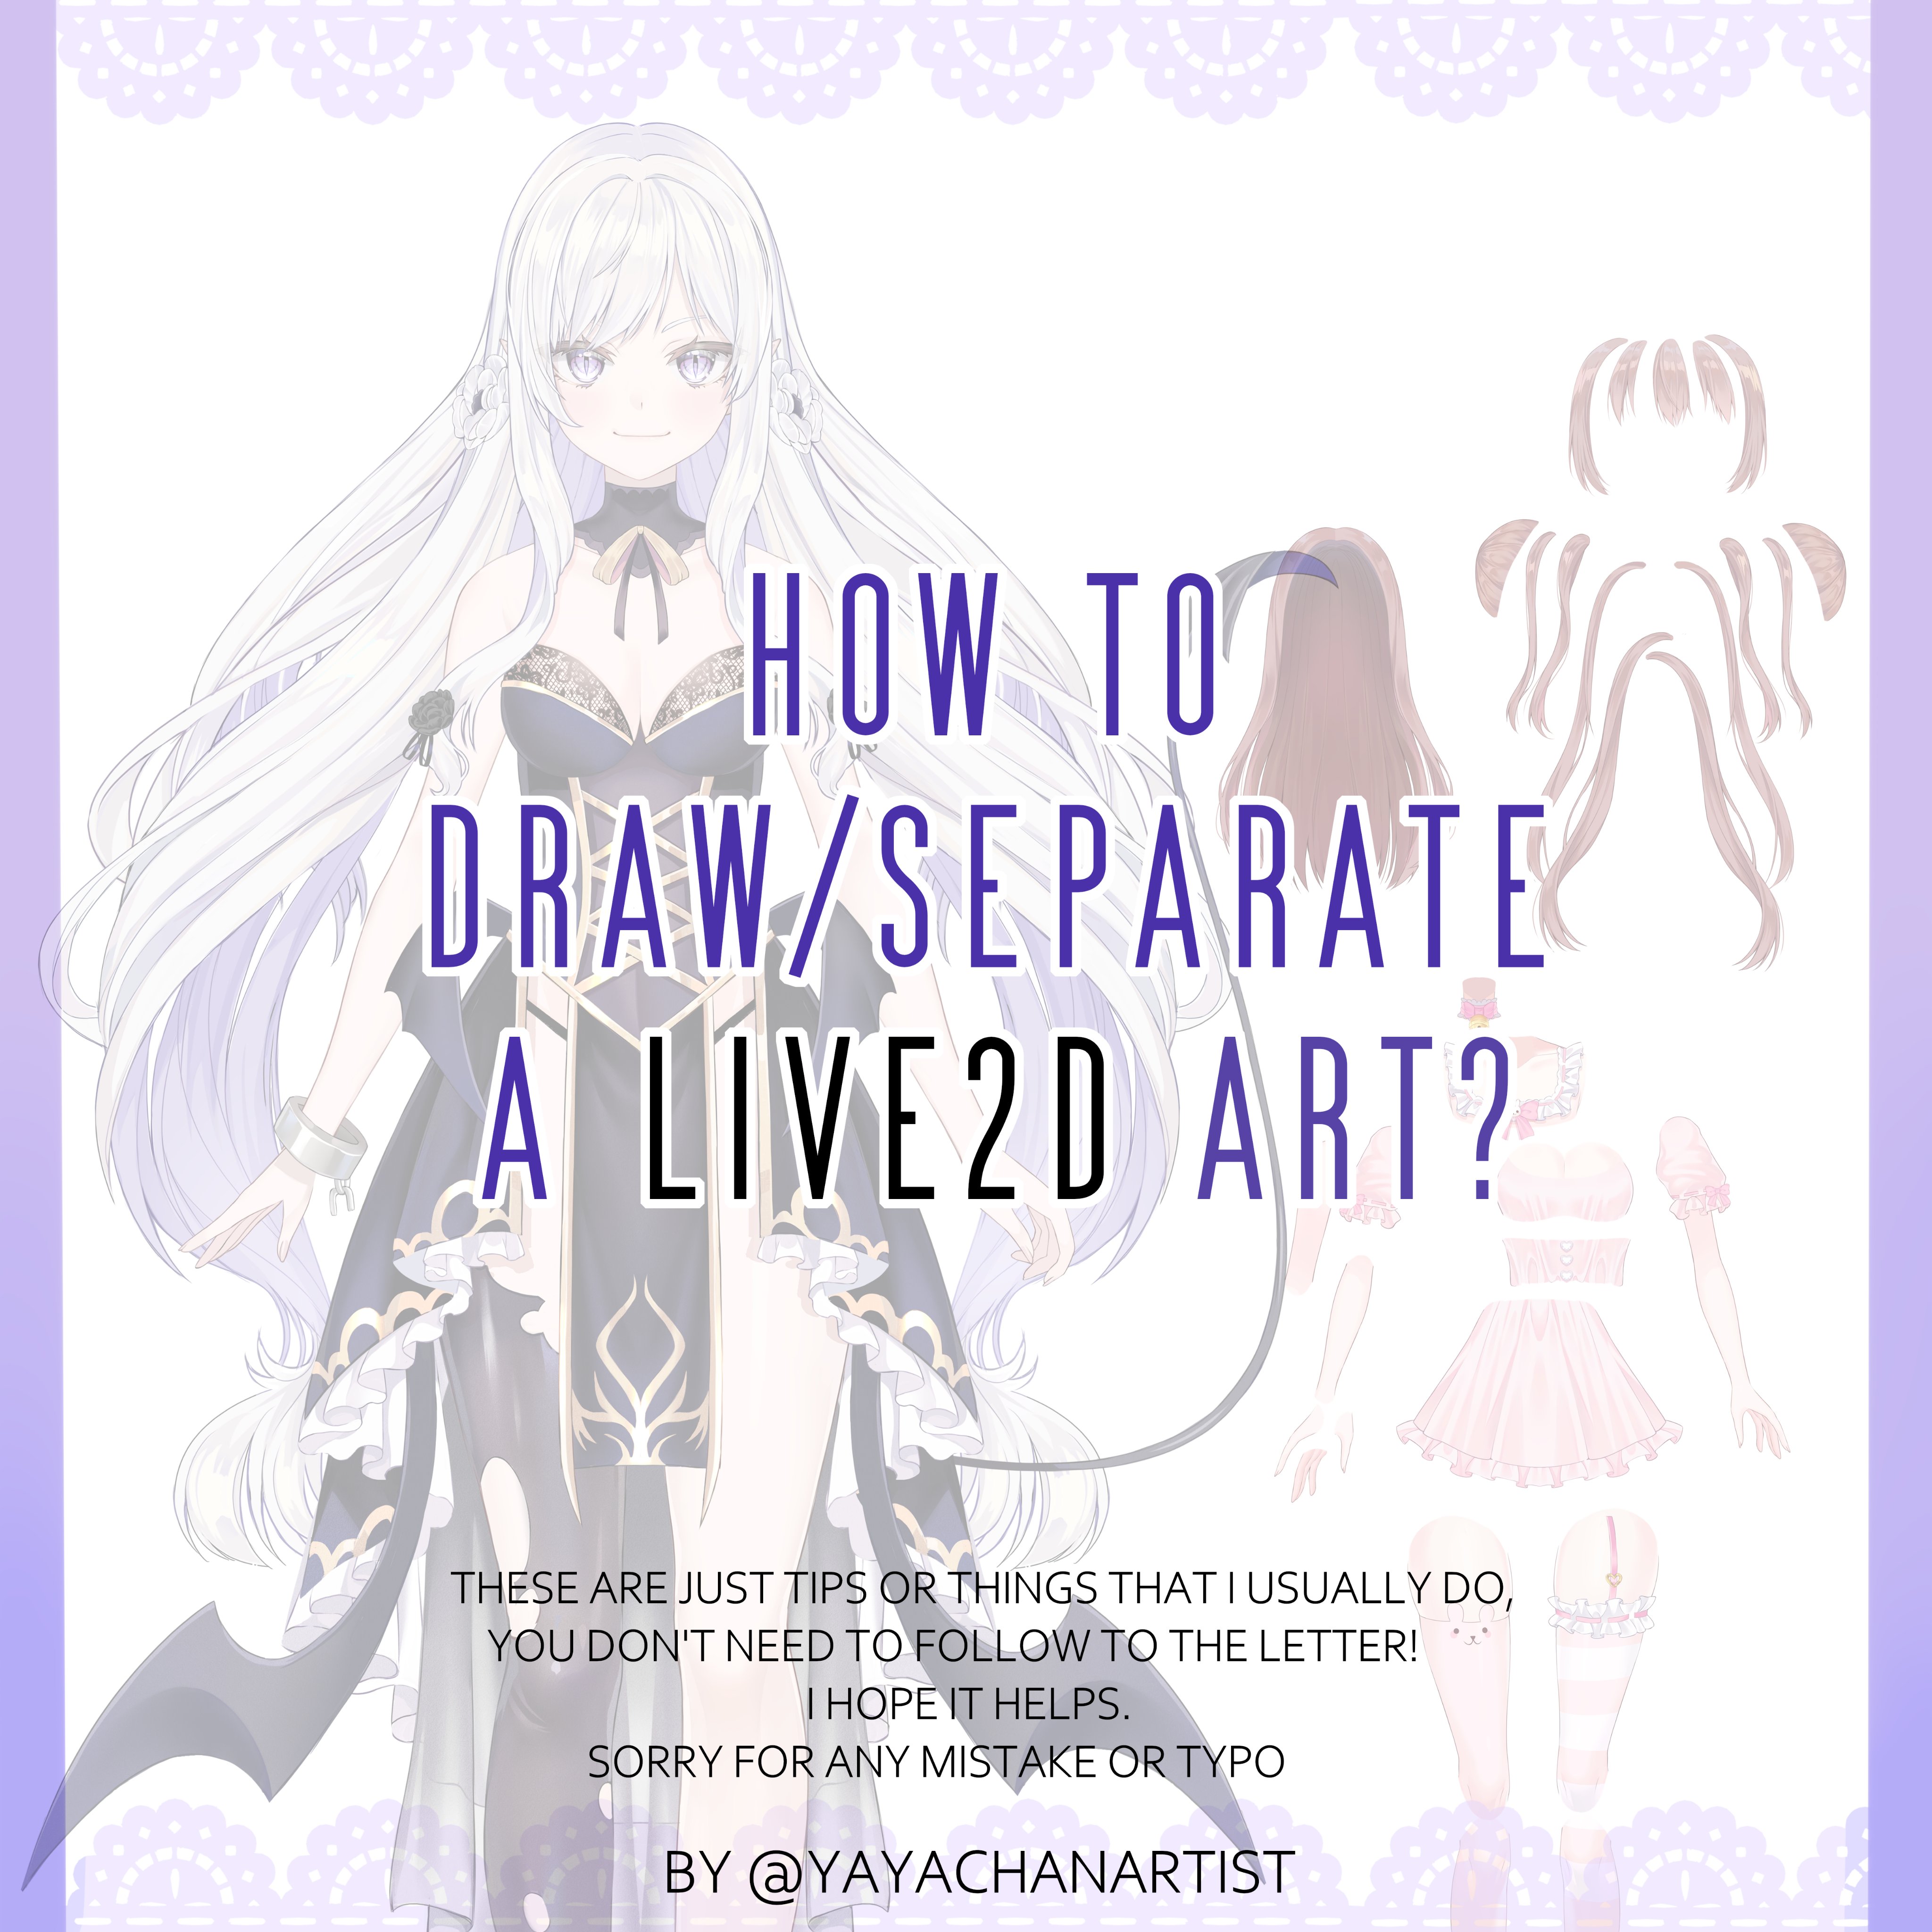 HOW TO
DRAW/SEPARATE
A LIVE2D ART?
THESE ARE JUST TIPS OR THINGS THAT I USUALLY DO,
YOU DON'T NEED TO FOLLOW TO THE LETTER!
I HOPE IT HELPS.
SORRY FOR ANY MISTAKE OR TYPO
BY @YAYACHANARTIST